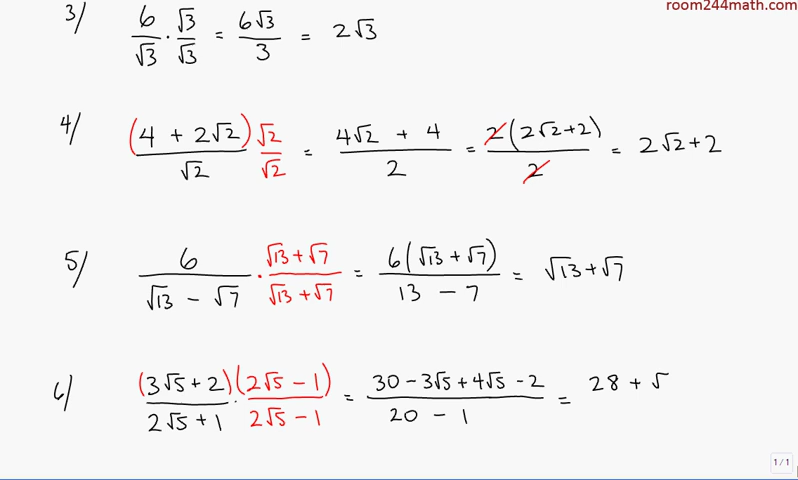 room244math.com
3/ 6/√3 · √3/√3 = 6√3/3 = 2√3
4/ (4 + 2√2)/√2 √2/√2 = (4√2 + 4)/2 = 2(2√2+2)/2 = 2√2+2
5/ 6/(√13 - √7) · (√13+√7)/(√13+√7) = 6(√13+√7)/(13 - 7) = √13+√7
6/ (3√5+2)/(2√5+1) · (2√5 - 1)/(2√5 - 1) = (30 - 3√5 + 4√5 - 2)/(20 - 1) = 28 + √
1/1